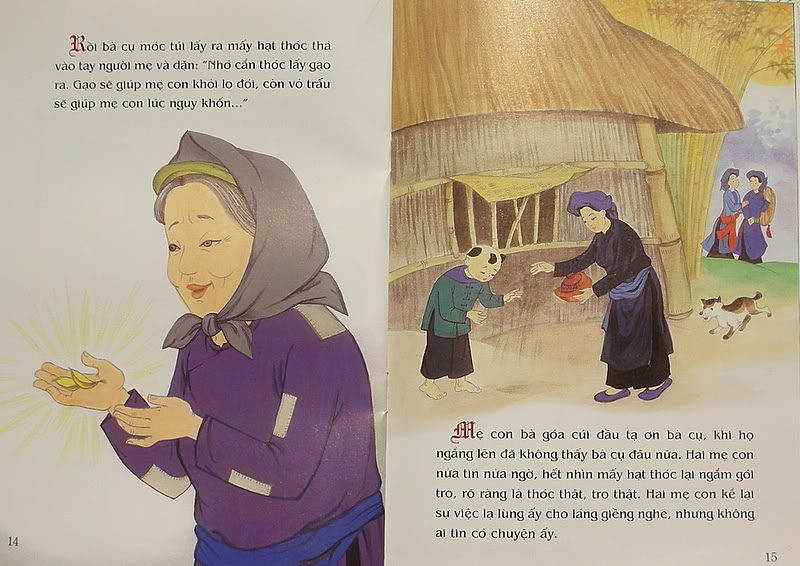 Rồi bà cụ móc túi lấy ra mấy hạt thóc thả
vào tay người mẹ và dặn: "Nhớ cắn thóc lấy gạo
ra. Gạo sẽ giúp mẹ con khỏi lo đói, còn vỏ trấu
sẽ giúp mẹ con lúc nguy khốn..."
14
Mẹ con bà góa cúi đầu tạ ơn bà cụ, khi họ
ngẩng lên đã không thấy bà cụ đâu nữa. Hai mẹ con
nửa tin nửa ngờ, hết nhìn mấy hạt thóc lại ngắm gói
tro, rõ ràng là thóc thật, tro thật. Hai mẹ con kể lại
sự việc lạ lùng ấy cho láng giềng nghe, nhưng không
ai tin có chuyện ấy.
15